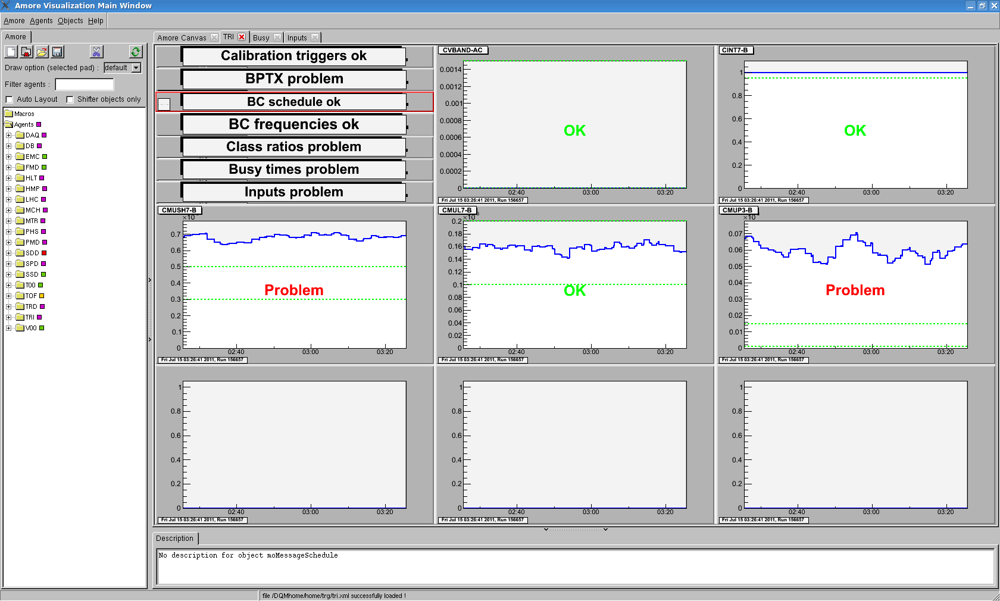 Amore Visualization Main Window
Amore Agents Objects Help
Amore
Draw option (selected pad) : default
Filter agents :
Auto Layout Shifter objects only
Macros
Agents
DAQ
DB
EMC
FMD
HLT
HMP
LHC
MCH
MTR
PHS
PMD
SDD
SPD
SSD
T00
TOF
TRD
TRI
V00
Amore Canvas TRI Busy Inputs
Calibration triggers ok
BPTX problem
BC schedule ok
BC frequencies ok
Class ratios problem
Busy times problem
Inputs problem
CVBAND-AC
0.0014
0.0012
0.001
0.0008
0.0006
0.0004
0.0002
0
OK
02:40 03:00 03:20
Fri Jul 15 03:26:41 2011, Run 156657
CINT7-B
1
0.8
0.6
0.4
0.2
0
OK
02:40 03:00 03:20
Fri Jul 15 03:26:41 2011, Run 156657
CMUSH7-B
×10
0.7
0.6
0.5
0.4
0.3
0.2
0.1
0
Problem
02:40 03:00 03:20
Fri Jul 15 03:26:41 2011, Run 156657
CMUL7-B
×10
0.2
0.18
0.16
0.14
0.12
0.1
0.08
0.06
0.04
0.02
0
OK
02:40 03:00 03:20
Fri Jul 15 03:26:41 2011, Run 156657
CMUP3-B
×10
0.07
0.06
0.05
0.04
0.03
0.02
0.01
0
Problem
02:40 03:00 03:20
Fri Jul 15 03:26:41 2011, Run 156657
1
0.8
0.6
0.4
0.2
0
02:40 03:00 03:20
Fri Jul 15 03:26:41 2011, Run 156657
1
0.8
0.6
0.4
0.2
0
02:40 03:00 03:20
Fri Jul 15 03:26:41 2011, Run 156657
1
0.8
0.6
0.4
0.2
0
02:40 03:00 03:20
Fri Jul 15 03:26:41 2011, Run 156657
Description
No description for object moMessageSchedule
file /DQMhome/home/trg/tri.xml successfully loaded !